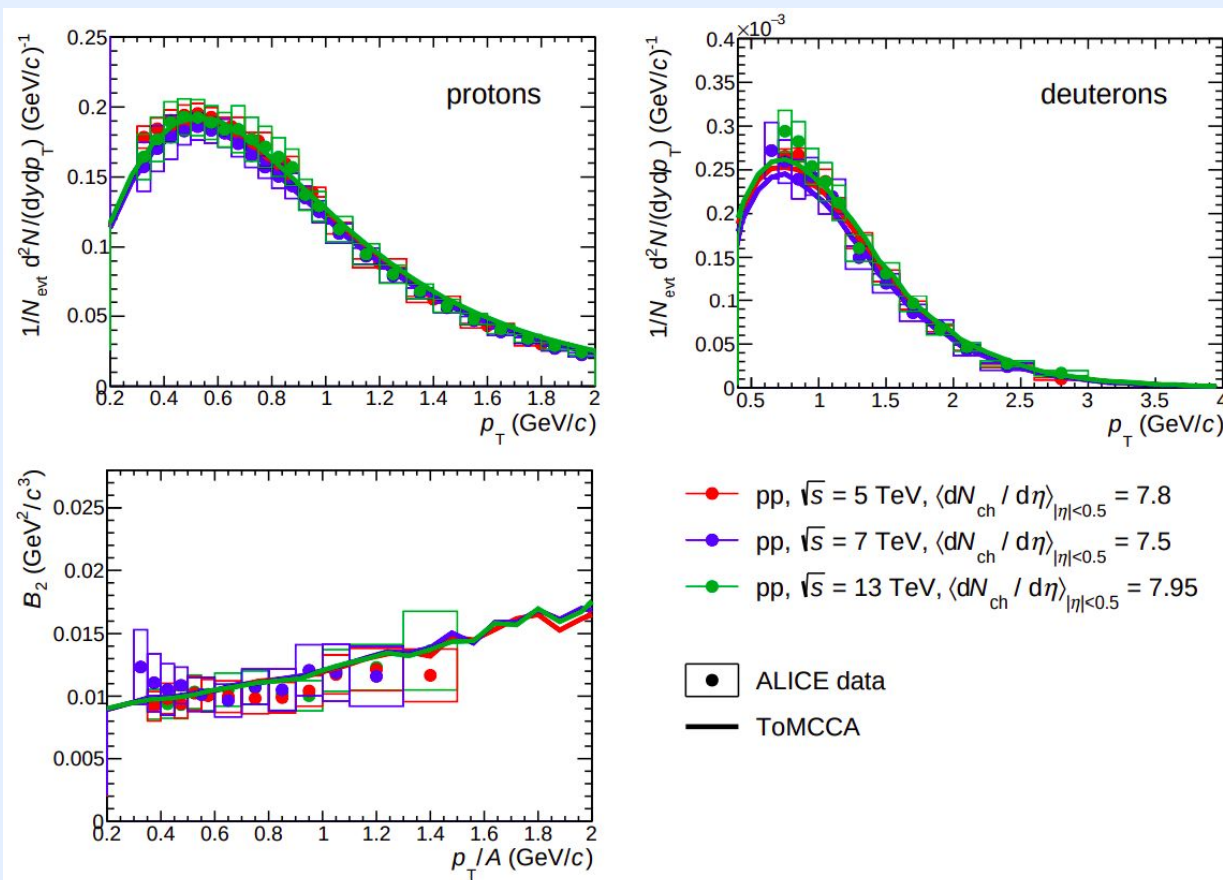 protons
1/N_evt d²N/(dydp_T) (GeV/c)⁻¹
0.25
0.2
0.15
0.1
0.05
0
0.2 0.4 0.6 0.8 1 1.2 1.4 1.6 1.8 2
p_T (GeV/c)
×10⁻³
deuterons
1/N_evt d²N/(dydp_T) (GeV/c)⁻¹
0.4
0.35
0.3
0.25
0.2
0.15
0.1
0.05
0
0.5 1 1.5 2 2.5 3 3.5 4
p_T (GeV/c)
B₂ (GeV²/c³)
0.025
0.02
0.015
0.01
0.005
0
0.2 0.4 0.6 0.8 1 1.2 1.4 1.6 1.8 2
p_T/A (GeV/c)
pp, √s = 5 TeV, ⟨dN_ch / dη⟩_|η|<0.5 = 7.8
pp, √s = 7 TeV, ⟨dN_ch / dη⟩_|η|<0.5 = 7.5
pp, √s = 13 TeV, ⟨dN_ch / dη⟩_|η|<0.5 = 7.95
ALICE data
ToMCCA